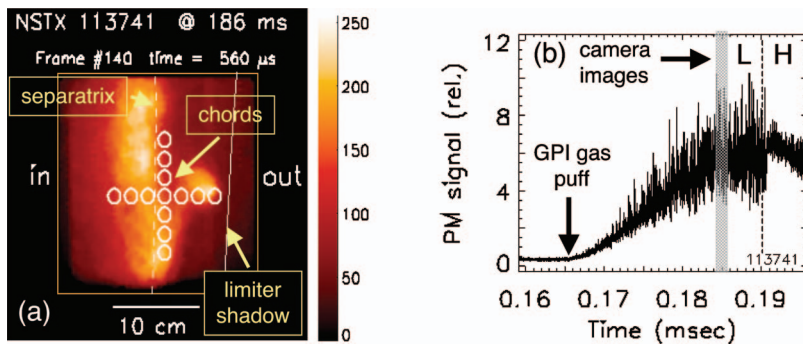 NSTX 113741 @ 186 ms
Frame #140 time = 560 µs
separatrix
chords
in
out
limiter
shadow
10 cm
(a)
250
200
150
100
50
0
(b)
camera
images
L
H
GPI gas
puff
PM signal (rel.)
12
8
4
0
113741
0.16
0.17
0.18
0.19
Time (msec)